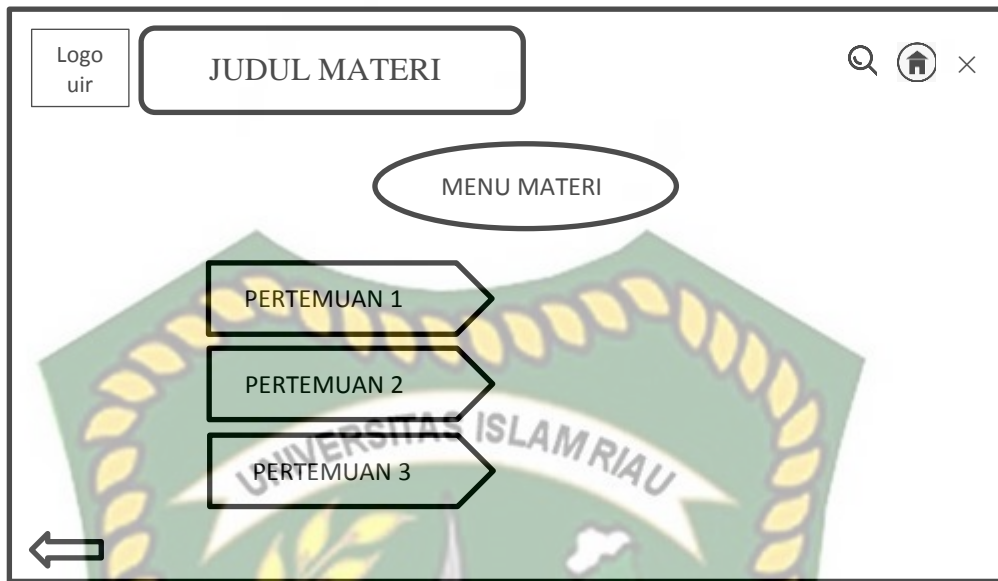 Logo
uir
JUDUL MATERI
MENU MATERI
PERTEMUAN 1
PERTEMUAN 2
UNIVERSITAS ISLAM RIAU
PERTEMUAN 3